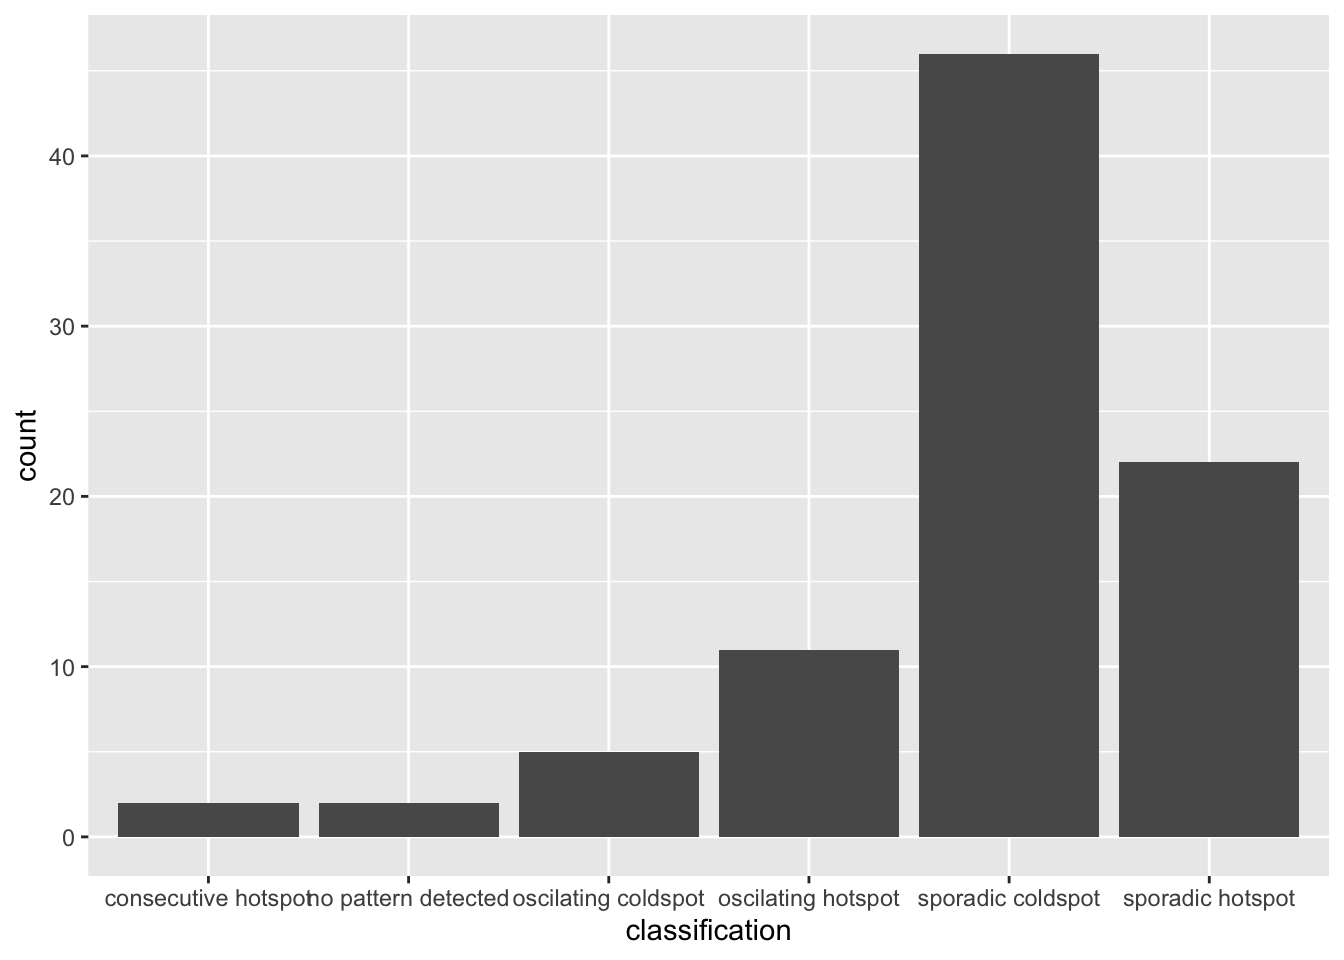 count
40
30
20
10
0
consecutive hotspot no pattern detected oscilating coldspot oscilating hotspot sporadic coldspot sporadic hotspot
classification